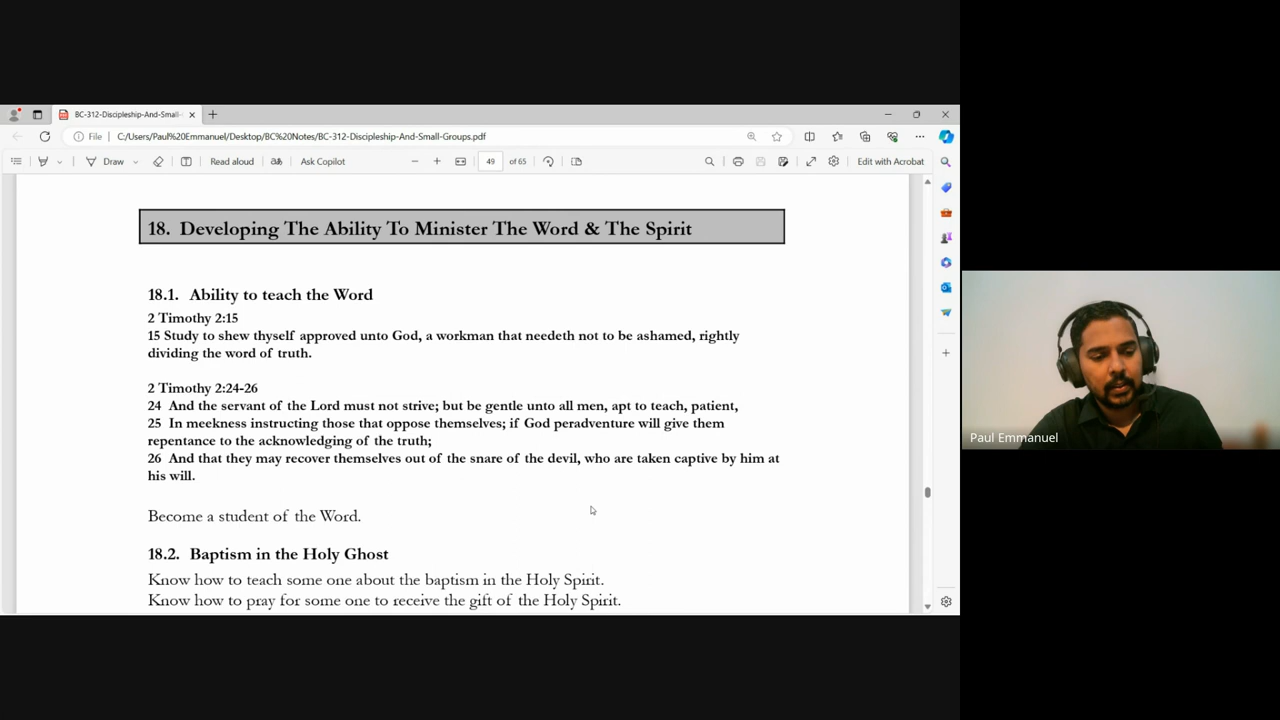 BC-312-Discipleship-And-Small-
File
C:/Users/Paul%20Emmanuel/Desktop/BC%20Notes/BC-312-Discipleship-And-Small-Groups.pdf
Draw
Read aloud
Ask Copilot
49 of 65
Edit with Acrobat
18. Developing The Ability To Minister The Word & The Spirit
18.1. Ability to teach the Word
2 Timothy 2:15
15 Study to shew thyself approved unto God, a workman that needeth not to be ashamed, rightly
dividing the word of truth.
2 Timothy 2:24-26
24 And the servant of the Lord must not strive; but be gentle unto all men, apt to teach, patient,
25 In meekness instructing those that oppose themselves; if God peradventure will give them
repentance to the acknowledging of the truth;
26 And that they may recover themselves out of the snare of the devil, who are taken captive by him at
his will.
Become a student of the Word.
18.2. Baptism in the Holy Ghost
Know how to teach some one about the baptism in the Holy Spirit.
Know how to pray for some one to receive the gift of the Holy Spirit.
Paul Emmanuel